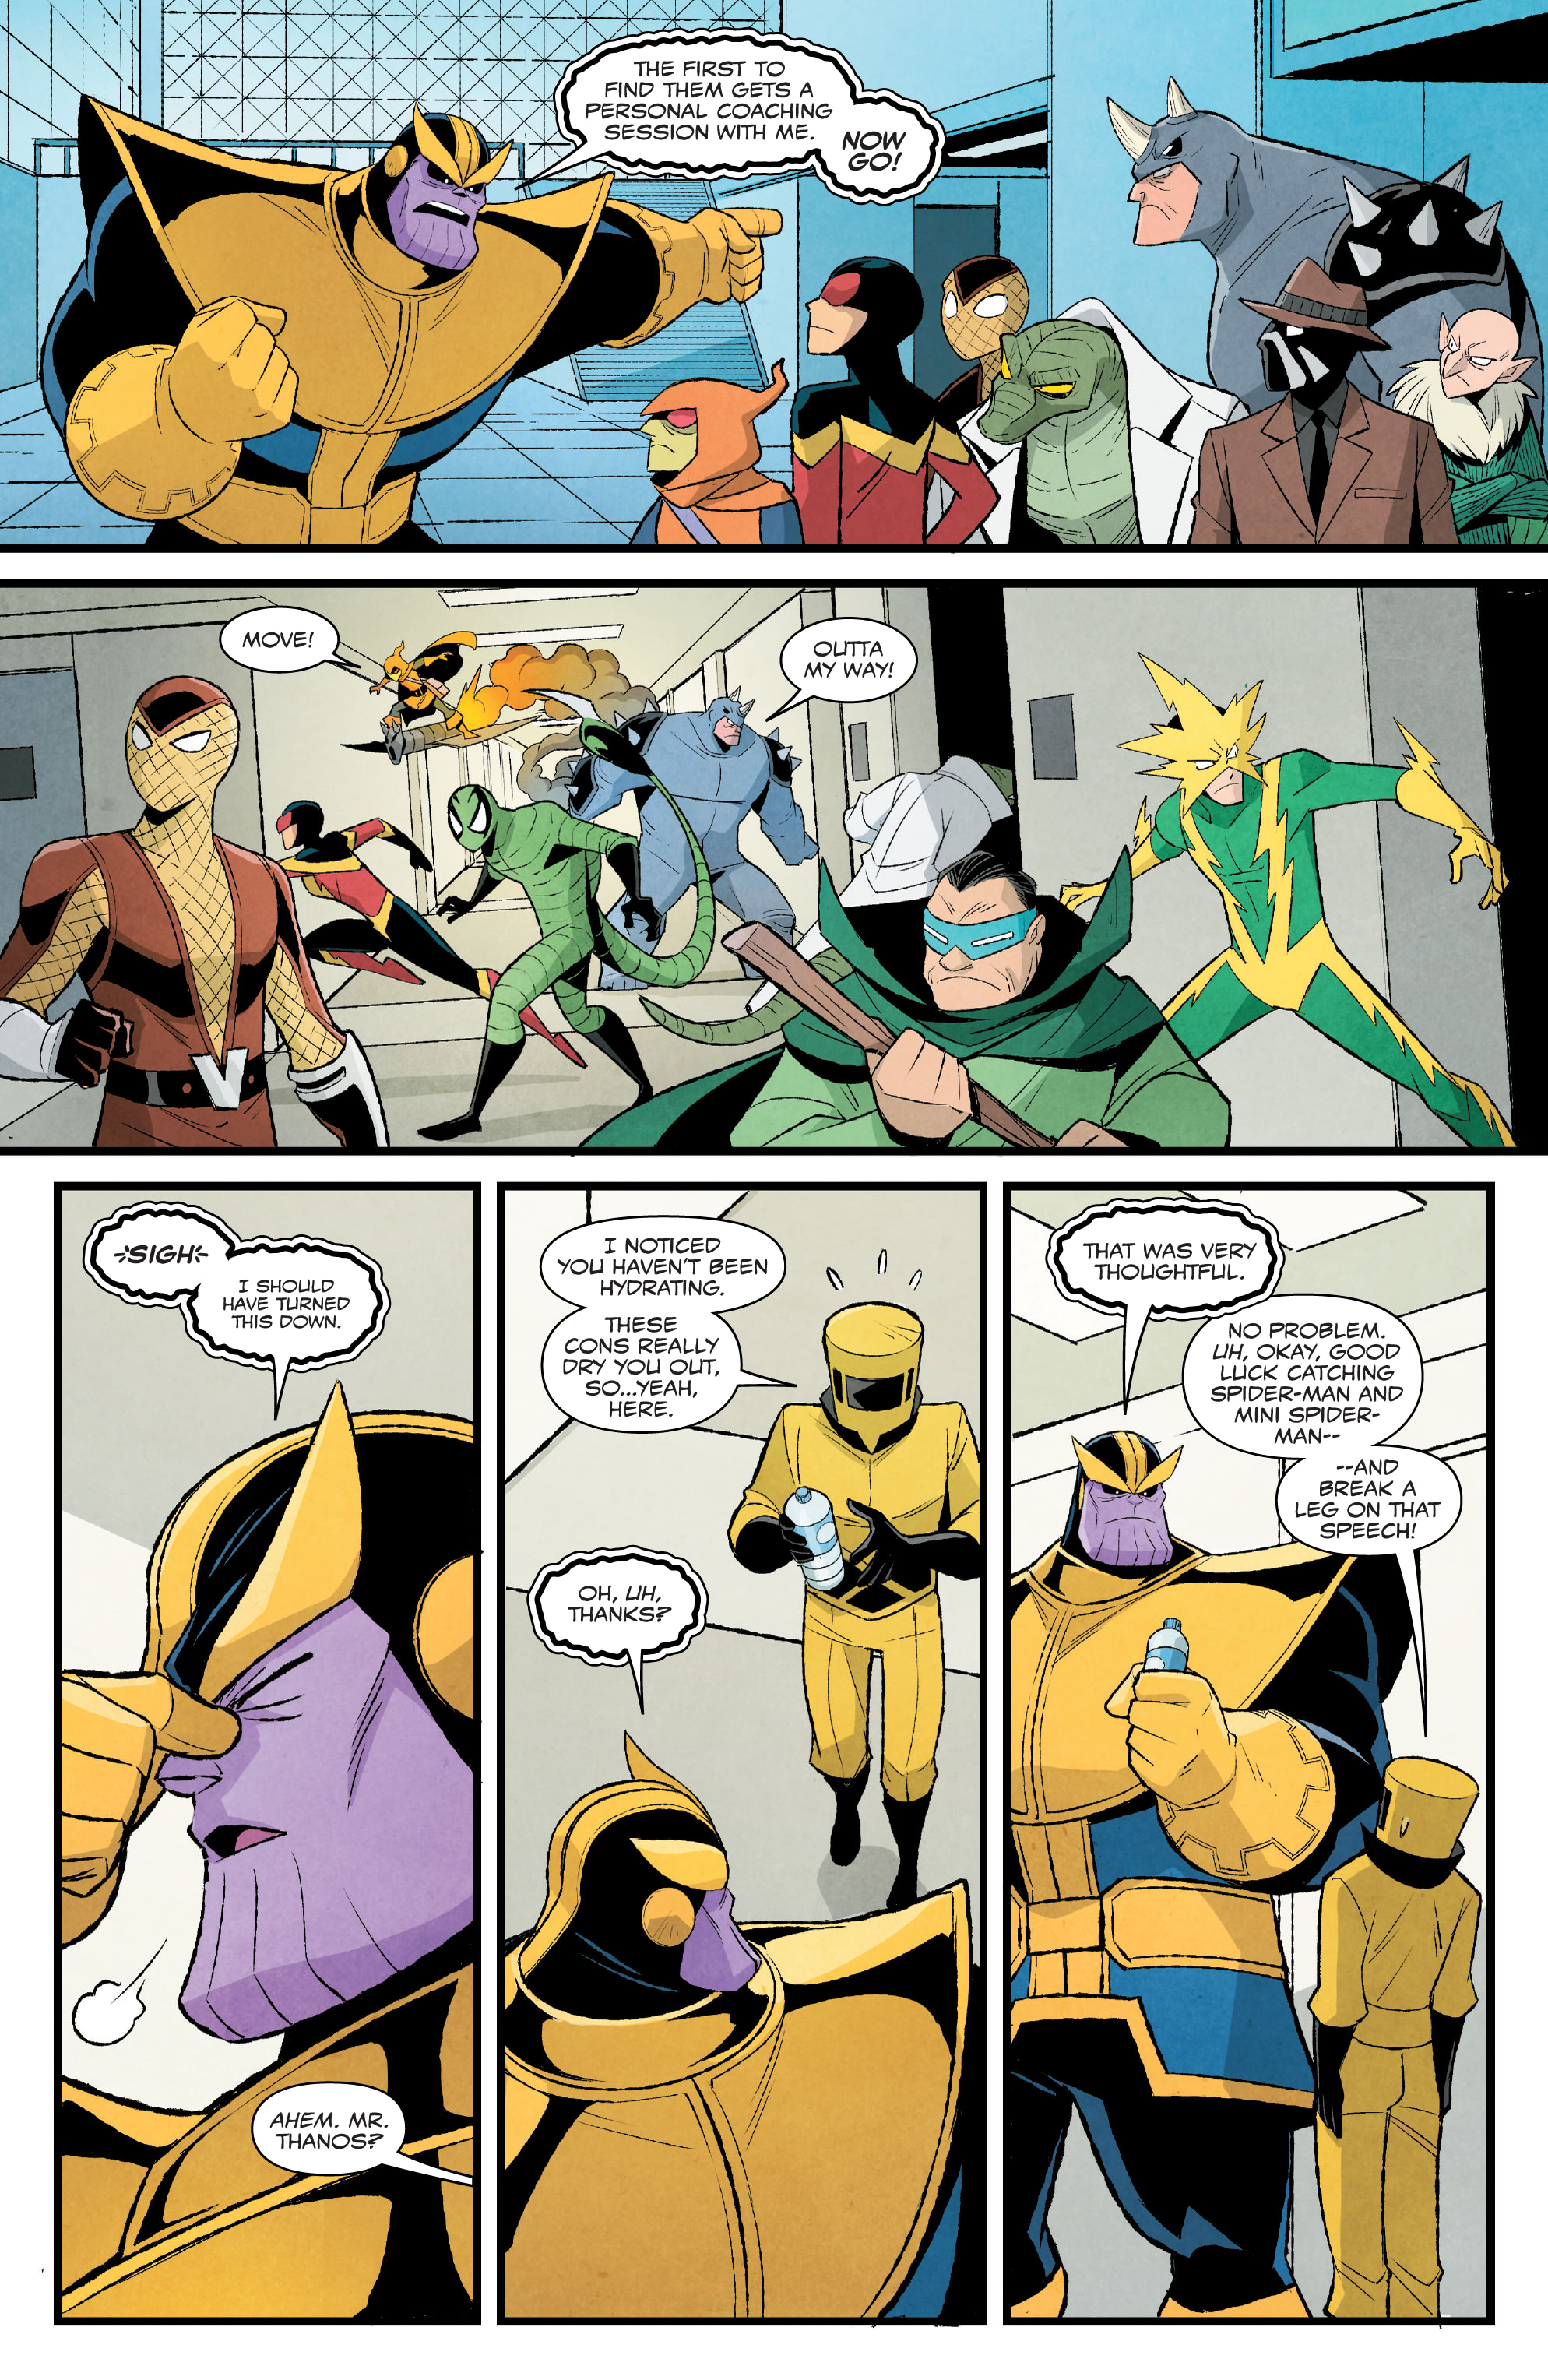 THE FIRST TO
FIND THEM GETS A
PERSONAL COACHING
SESSION WITH ME.
NOW
GO!
MOVE!
OUTTA
MY WAY!
SIGH
I SHOULD
HAVE TURNED
THIS DOWN.
AHEM. MR.
THANOS?
I NOTICED
YOU HAVEN'T BEEN
HYDRATING.
THESE
CONS REALLY
DRY YOU OUT,
SO...YEAH,
HERE.
OH, UH,
THANKS?
THAT WAS VERY
THOUGHTFUL.
NO PROBLEM.
UH, OKAY, GOOD
LUCK CATCHING
SPIDER-MAN AND
MINI SPIDER-
MAN--
--AND
BREAK A
LEG ON THAT
SPEECH!